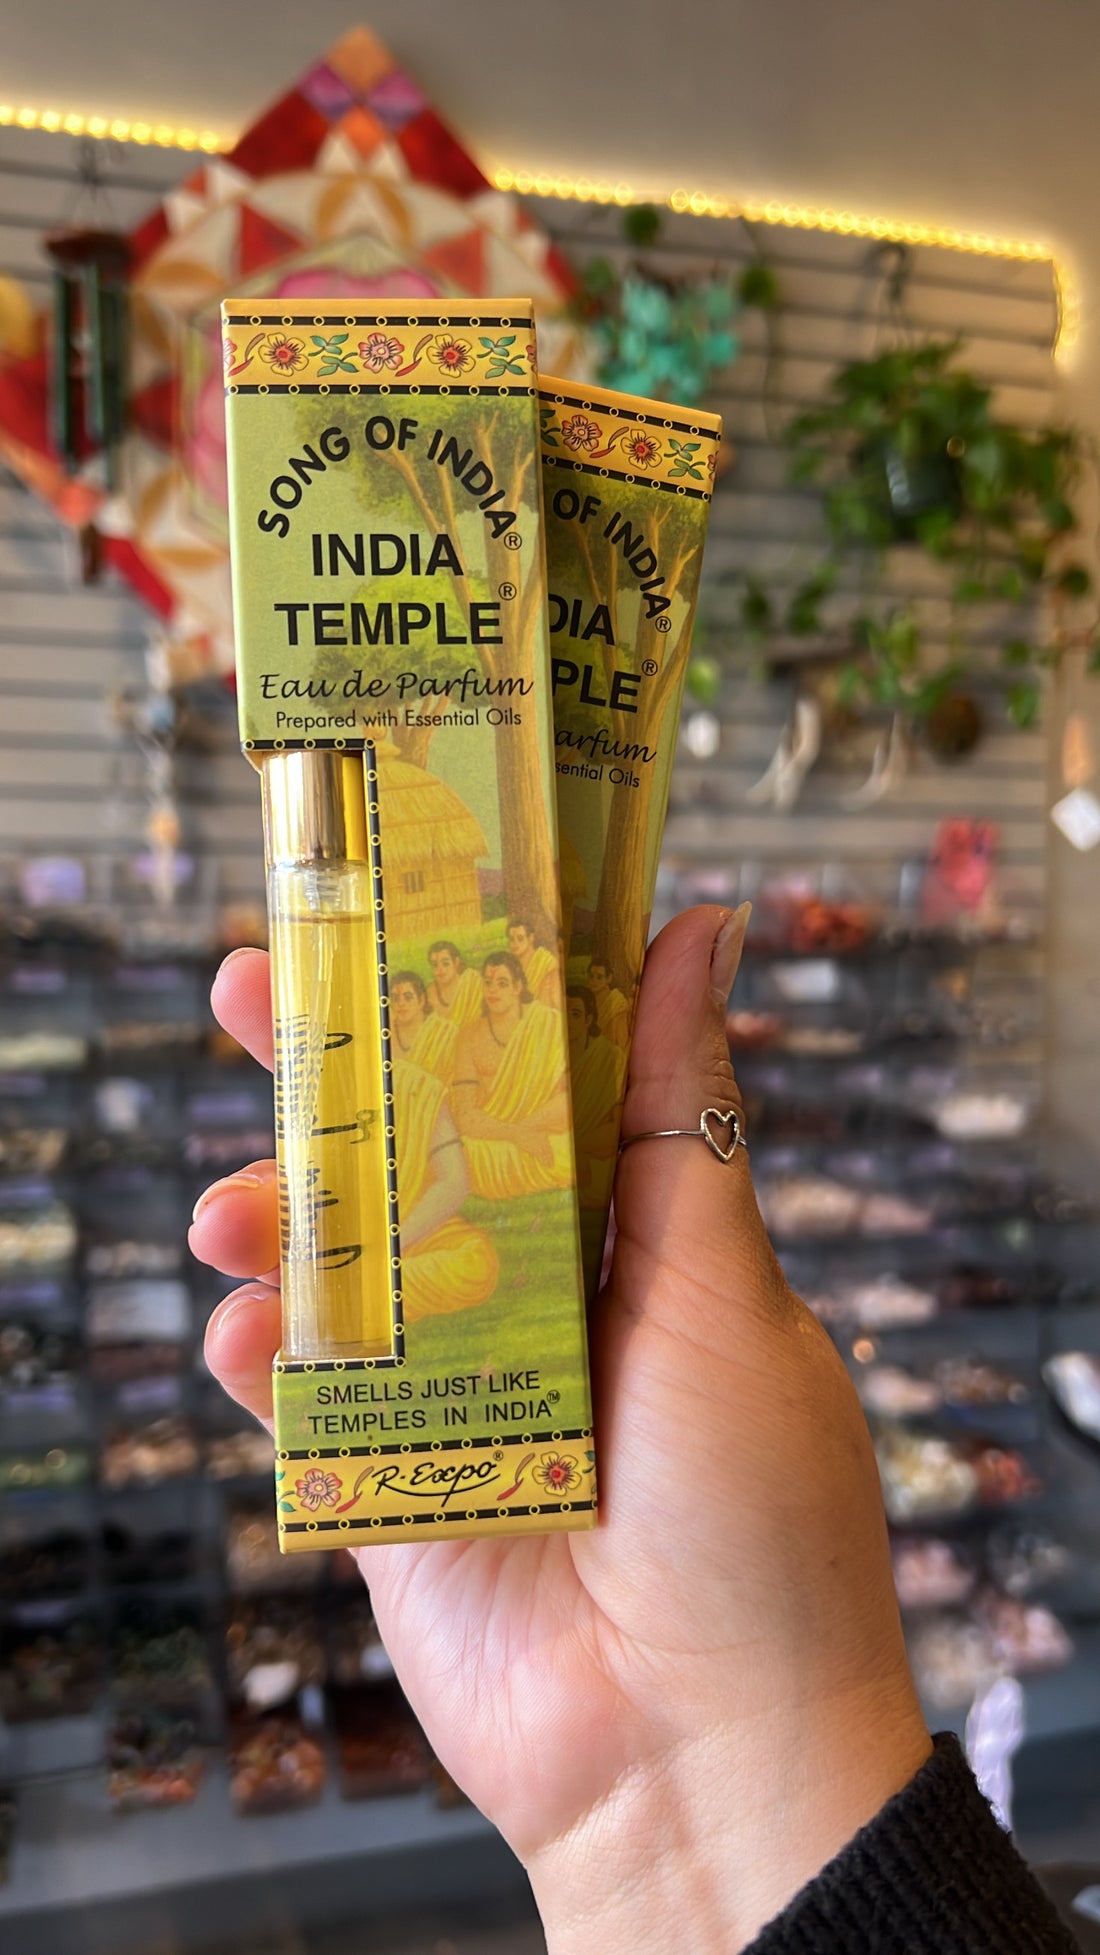 SONG OF INDIA®
INDIA
TEMPLE®
Eau de Parfum
Prepared with Essential Oils
SMELLS JUST LIKE
TEMPLES IN INDIA™
R-Expo®
OF INDIA®
DIA
PLE®
arfum
sential Oils